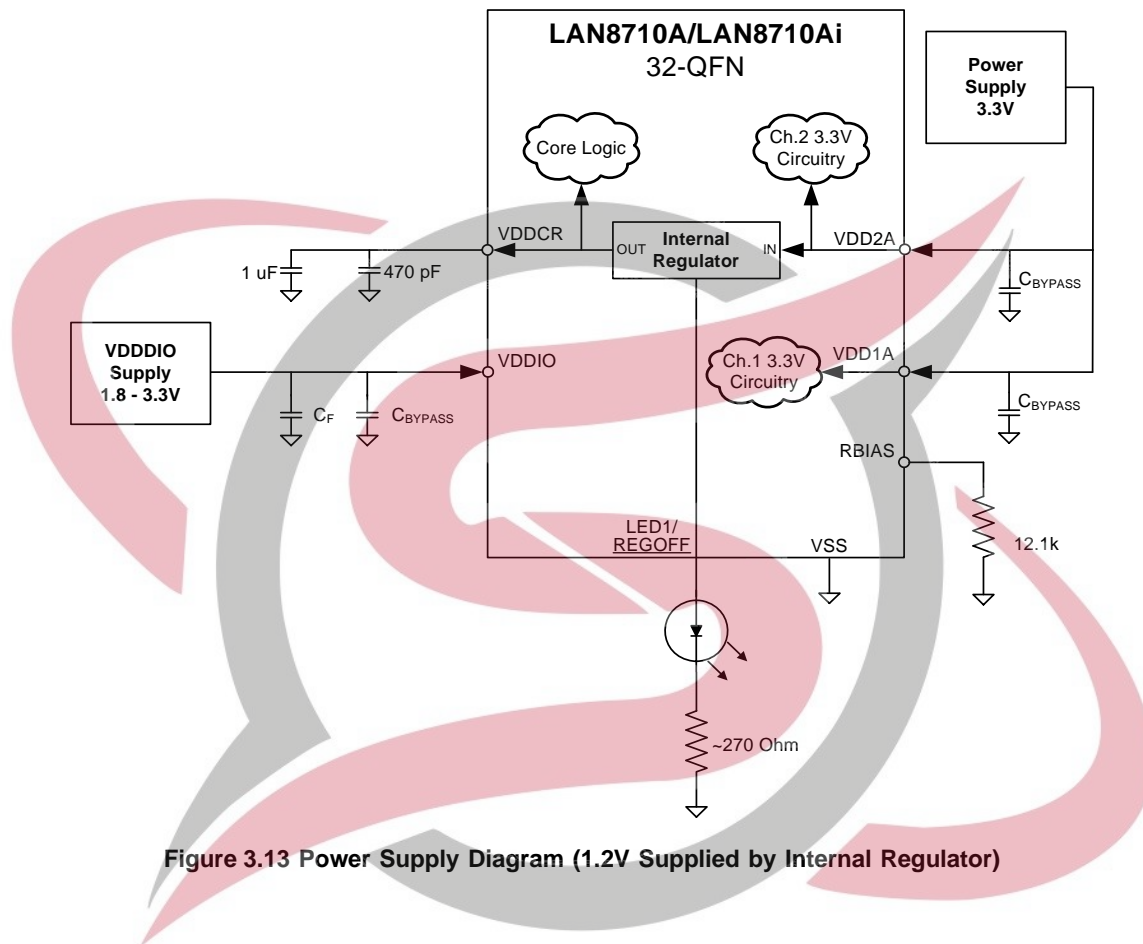 LAN8710A/LAN8710Ai
32-QFN
Power
Supply
3.3V
Core Logic
Ch.2 3.3V
Circuitry
VDDCR
OUT
Internal
Regulator
IN
VDD2A
1 uF
470 pF
CBYPASS
VDDDIO
Supply
1.8 - 3.3V
VDDIO
Ch.1 3.3V
Circuitry
VDD1A
CF
CBYPASS
CBYPASS
RBIAS
LED1/
REGOFF
VSS
12.1k
~270 Ohm
Figure 3.13 Power Supply Diagram (1.2V Supplied by Internal Regulator)